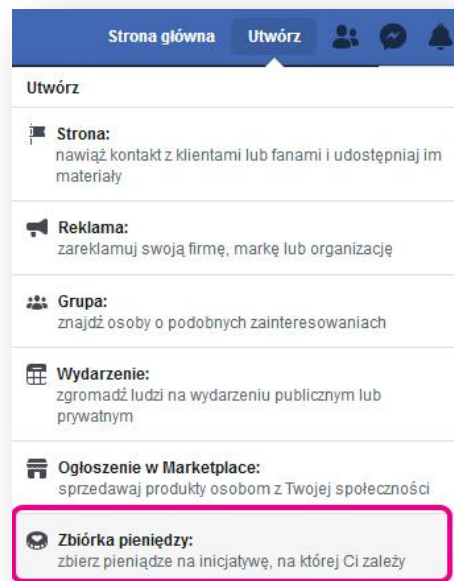 Strona główna Utwórz
Utwórz
Strona:
nawiąż kontakt z klientami lub fanami i udostępniaj im
materiały
Reklama:
zareklamuj swoją firmę, markę lub organizację
Grupa:
znajdź osoby o podobnych zainteresowaniach
Wydarzenie:
zgromadź ludzi na wydarzeniu publicznym lub
prywatnym
Ogłoszenie w Marketplace:
sprzedawaj produkty osobom z Twojej społeczności
Zbiórka pieniędzy:
zbierz pieniądze na inicjatywę, na której Ci zależy